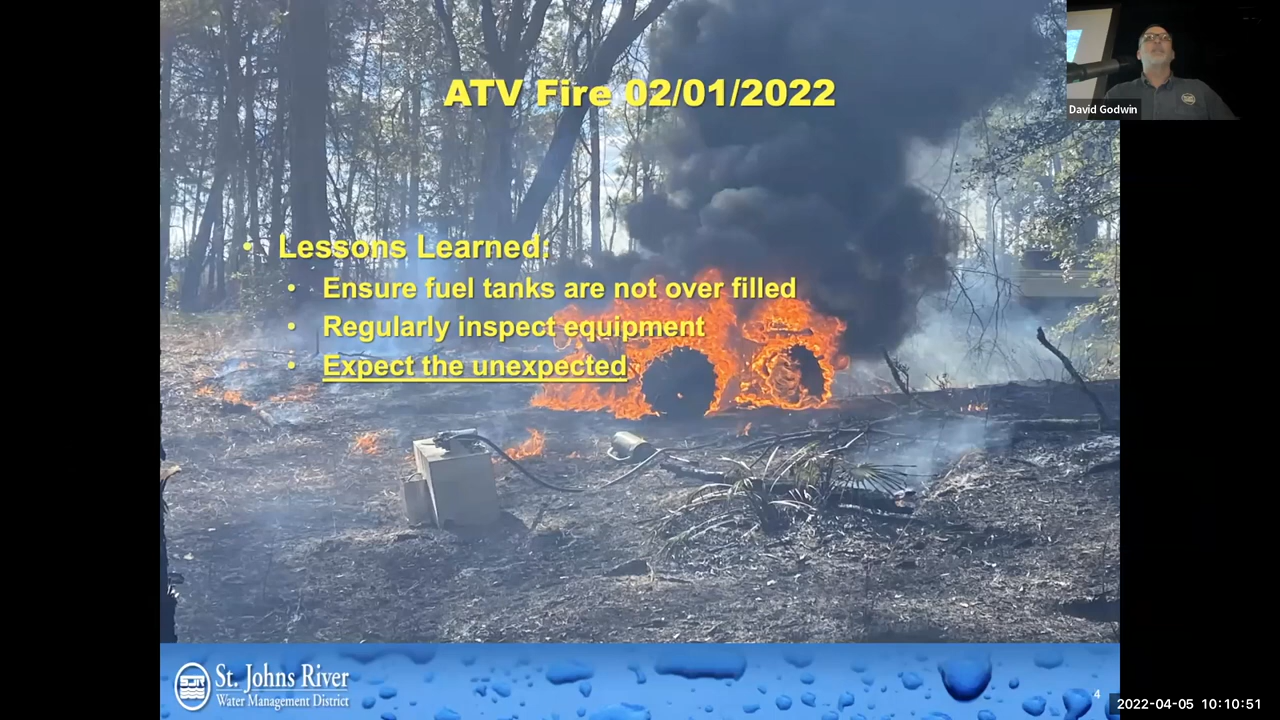 ATV Fire 02/01/2022
David Godwin
• Lessons Learned:
• Ensure fuel tanks are not over filled
• Regularly inspect equipment
• Expect the unexpected
SJR
St. Johns River
Water Management District
4
2022-04-05 10:10:51